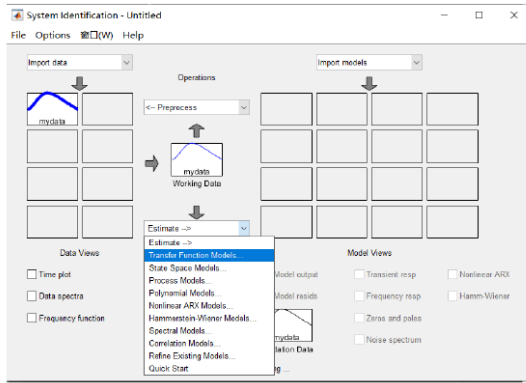 System Identification - Untitled
File Options 窗口(W) Help
Import data
Import models
Operations
<-- Preprocess
mydata
mydata
Working Data
Estimate -->
Estimate -->
Transfer Function Models...
State Space Models...
Process Models...
Polynomial Models...
Nonlinear ARX Models...
Hammerstein-Wiener Models...
Spectral Models...
Correlation Models...
Refine Existing Models...
Quick Start
Data Views
Time plot
Data spectra
Frequency function
Model Views
Model output
Transient resp
Nonlinear ARX
Model resids
Frequency resp
Hamm-Wiener
Zeros and poles
Noise spectrum
mydata